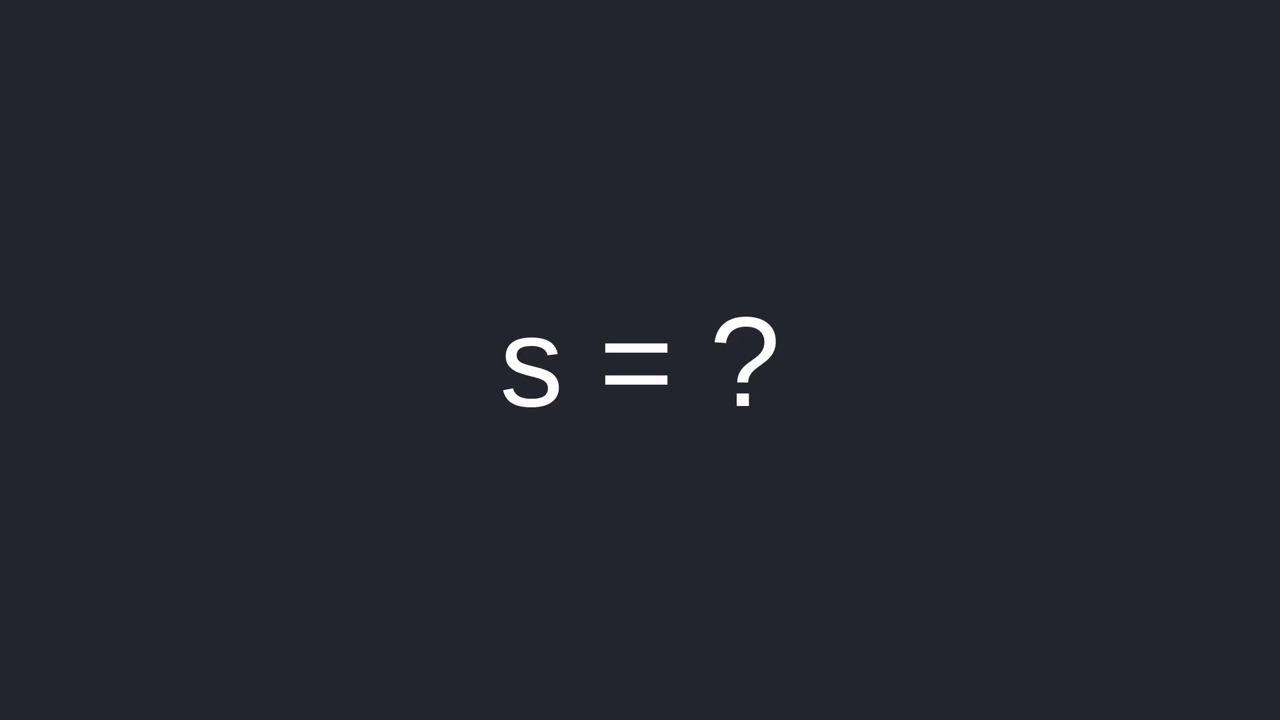 s = ?